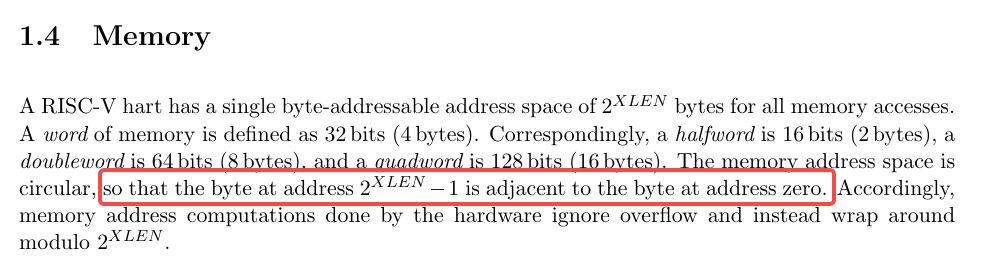 1.4 Memory
A RISC-V hart has a single byte-addressable address space of 2^XLEN bytes for all memory accesses.
A word of memory is defined as 32 bits (4 bytes). Correspondingly, a halfword is 16 bits (2 bytes), a
doubleword is 64 bits (8 bytes), and a quadword is 128 bits (16 bytes). The memory address space is
circular, so that the byte at address 2^XLEN − 1 is adjacent to the byte at address zero. Accordingly,
memory address computations done by the hardware ignore overflow and instead wrap around
modulo 2^XLEN.